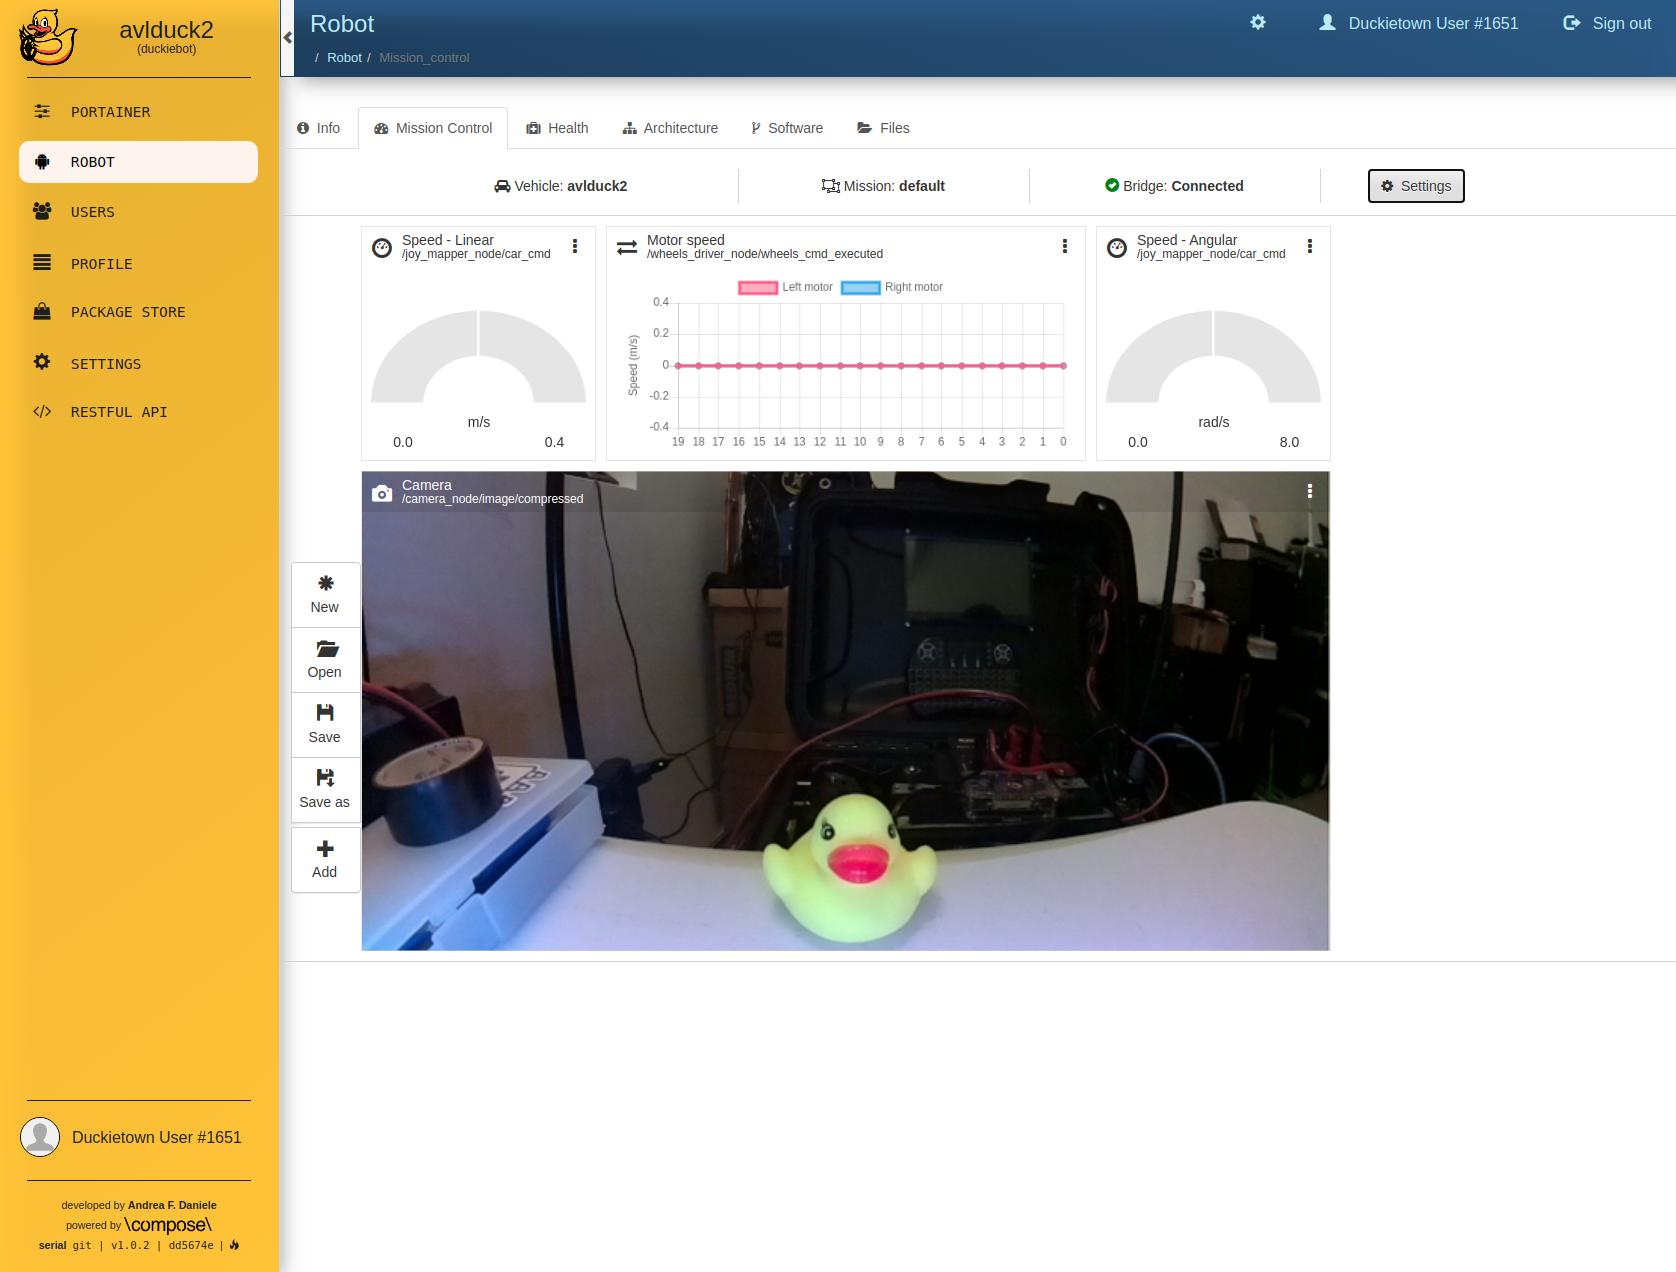 avlduck2
(duckiebot)
PORTAINER
ROBOT
USERS
PROFILE
PACKAGE STORE
SETTINGS
RESTFUL API
Duckietown User #1651
developed by Andrea F. Daniele
powered by \compose\
serial git | v1.0.2 | dd5674e |
Robot
Duckietown User #1651
Sign out
/ Robot / Mission_control
Info
Mission Control
Health
Architecture
Software
Files
Vehicle: avlduck2
Mission: default
Bridge: Connected
Settings
Speed - Linear
/joy_mapper_node/car_cmd
m/s
0.0 0.4
Motor speed
/wheels_driver_node/wheels_cmd_executed
Left motor Right motor
Speed (m/s)
0.4
0.2
0
-0.2
-0.4
19 18 17 16 15 14 13 12 11 10 9 8 7 6 5 4 3 2 1 0
Speed - Angular
/joy_mapper_node/car_cmd
rad/s
0.0 8.0
Camera
/camera_node/image/compressed
New
Open
Save
Save as
Add